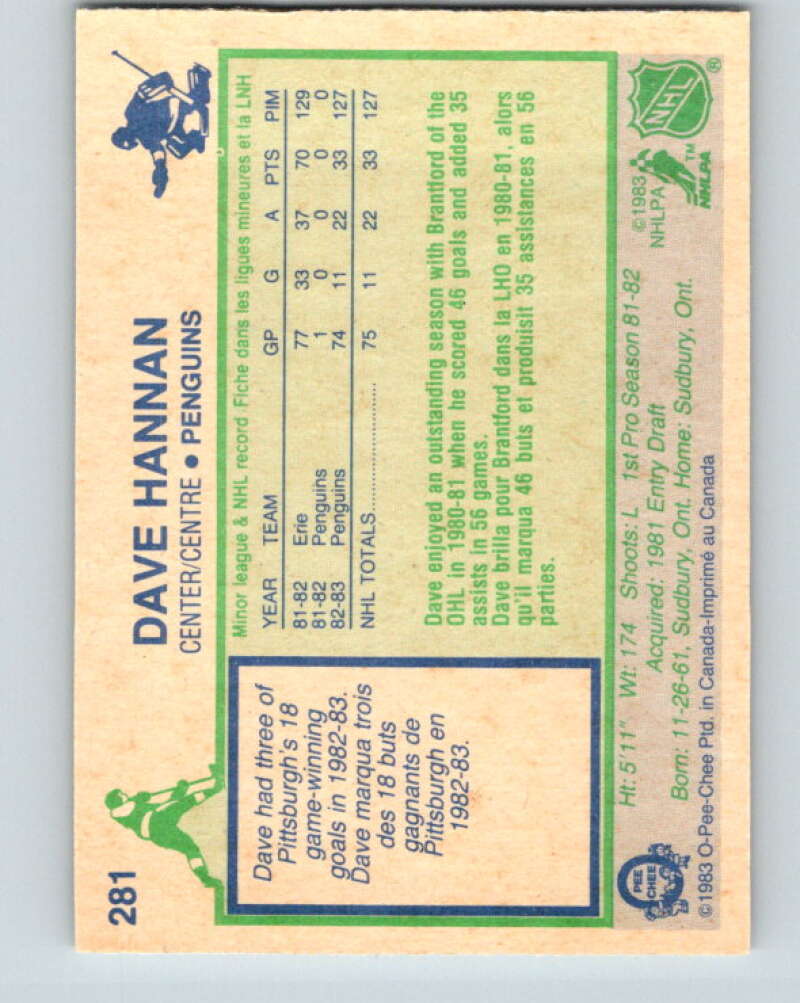 281
DAVE HANNAN
CENTER/CENTRE • PENGUINS
Dave had three of
Pittsburgh's 18
game-winning
goals in 1982-83.
Dave marqua trois
des 18 buts
gagnants de
Pittsburgh en
1982-83.
Minor league & NHL record Fiche dans les ligues mineures et la LNH
YEAR TEAM GP G A PTS PIM
81-82 Erie 77 33 37 70 129
81-82 Penguins 1 0 0 0 0
82-83 Penguins 74 11 22 33 127
NHL TOTALS 75 11 22 33 127
Dave enjoyed an outstanding season with Brantford of the
OHL in 1980-81 when he scored 46 goals and added 35
assists in 56 games.
Dave brilla pour Brantford dans la LHO en 1980-81, alors
qu'il marqua 46 buts et produisit 35 assistances en 56
parties.
PEE
CHEE
Ht: 5'11" Wt: 174 Shoots: L 1st Pro Season 81-82
Acquired: 1981 Entry Draft
Born: 11-26-61, Sudbury, Ont. Home: Sudbury, Ont.
©1983 O-Pee-Chee Ptd. in Canada-Imprimé au Canada
©1983
NHLPA
NHLPA™
NHL®